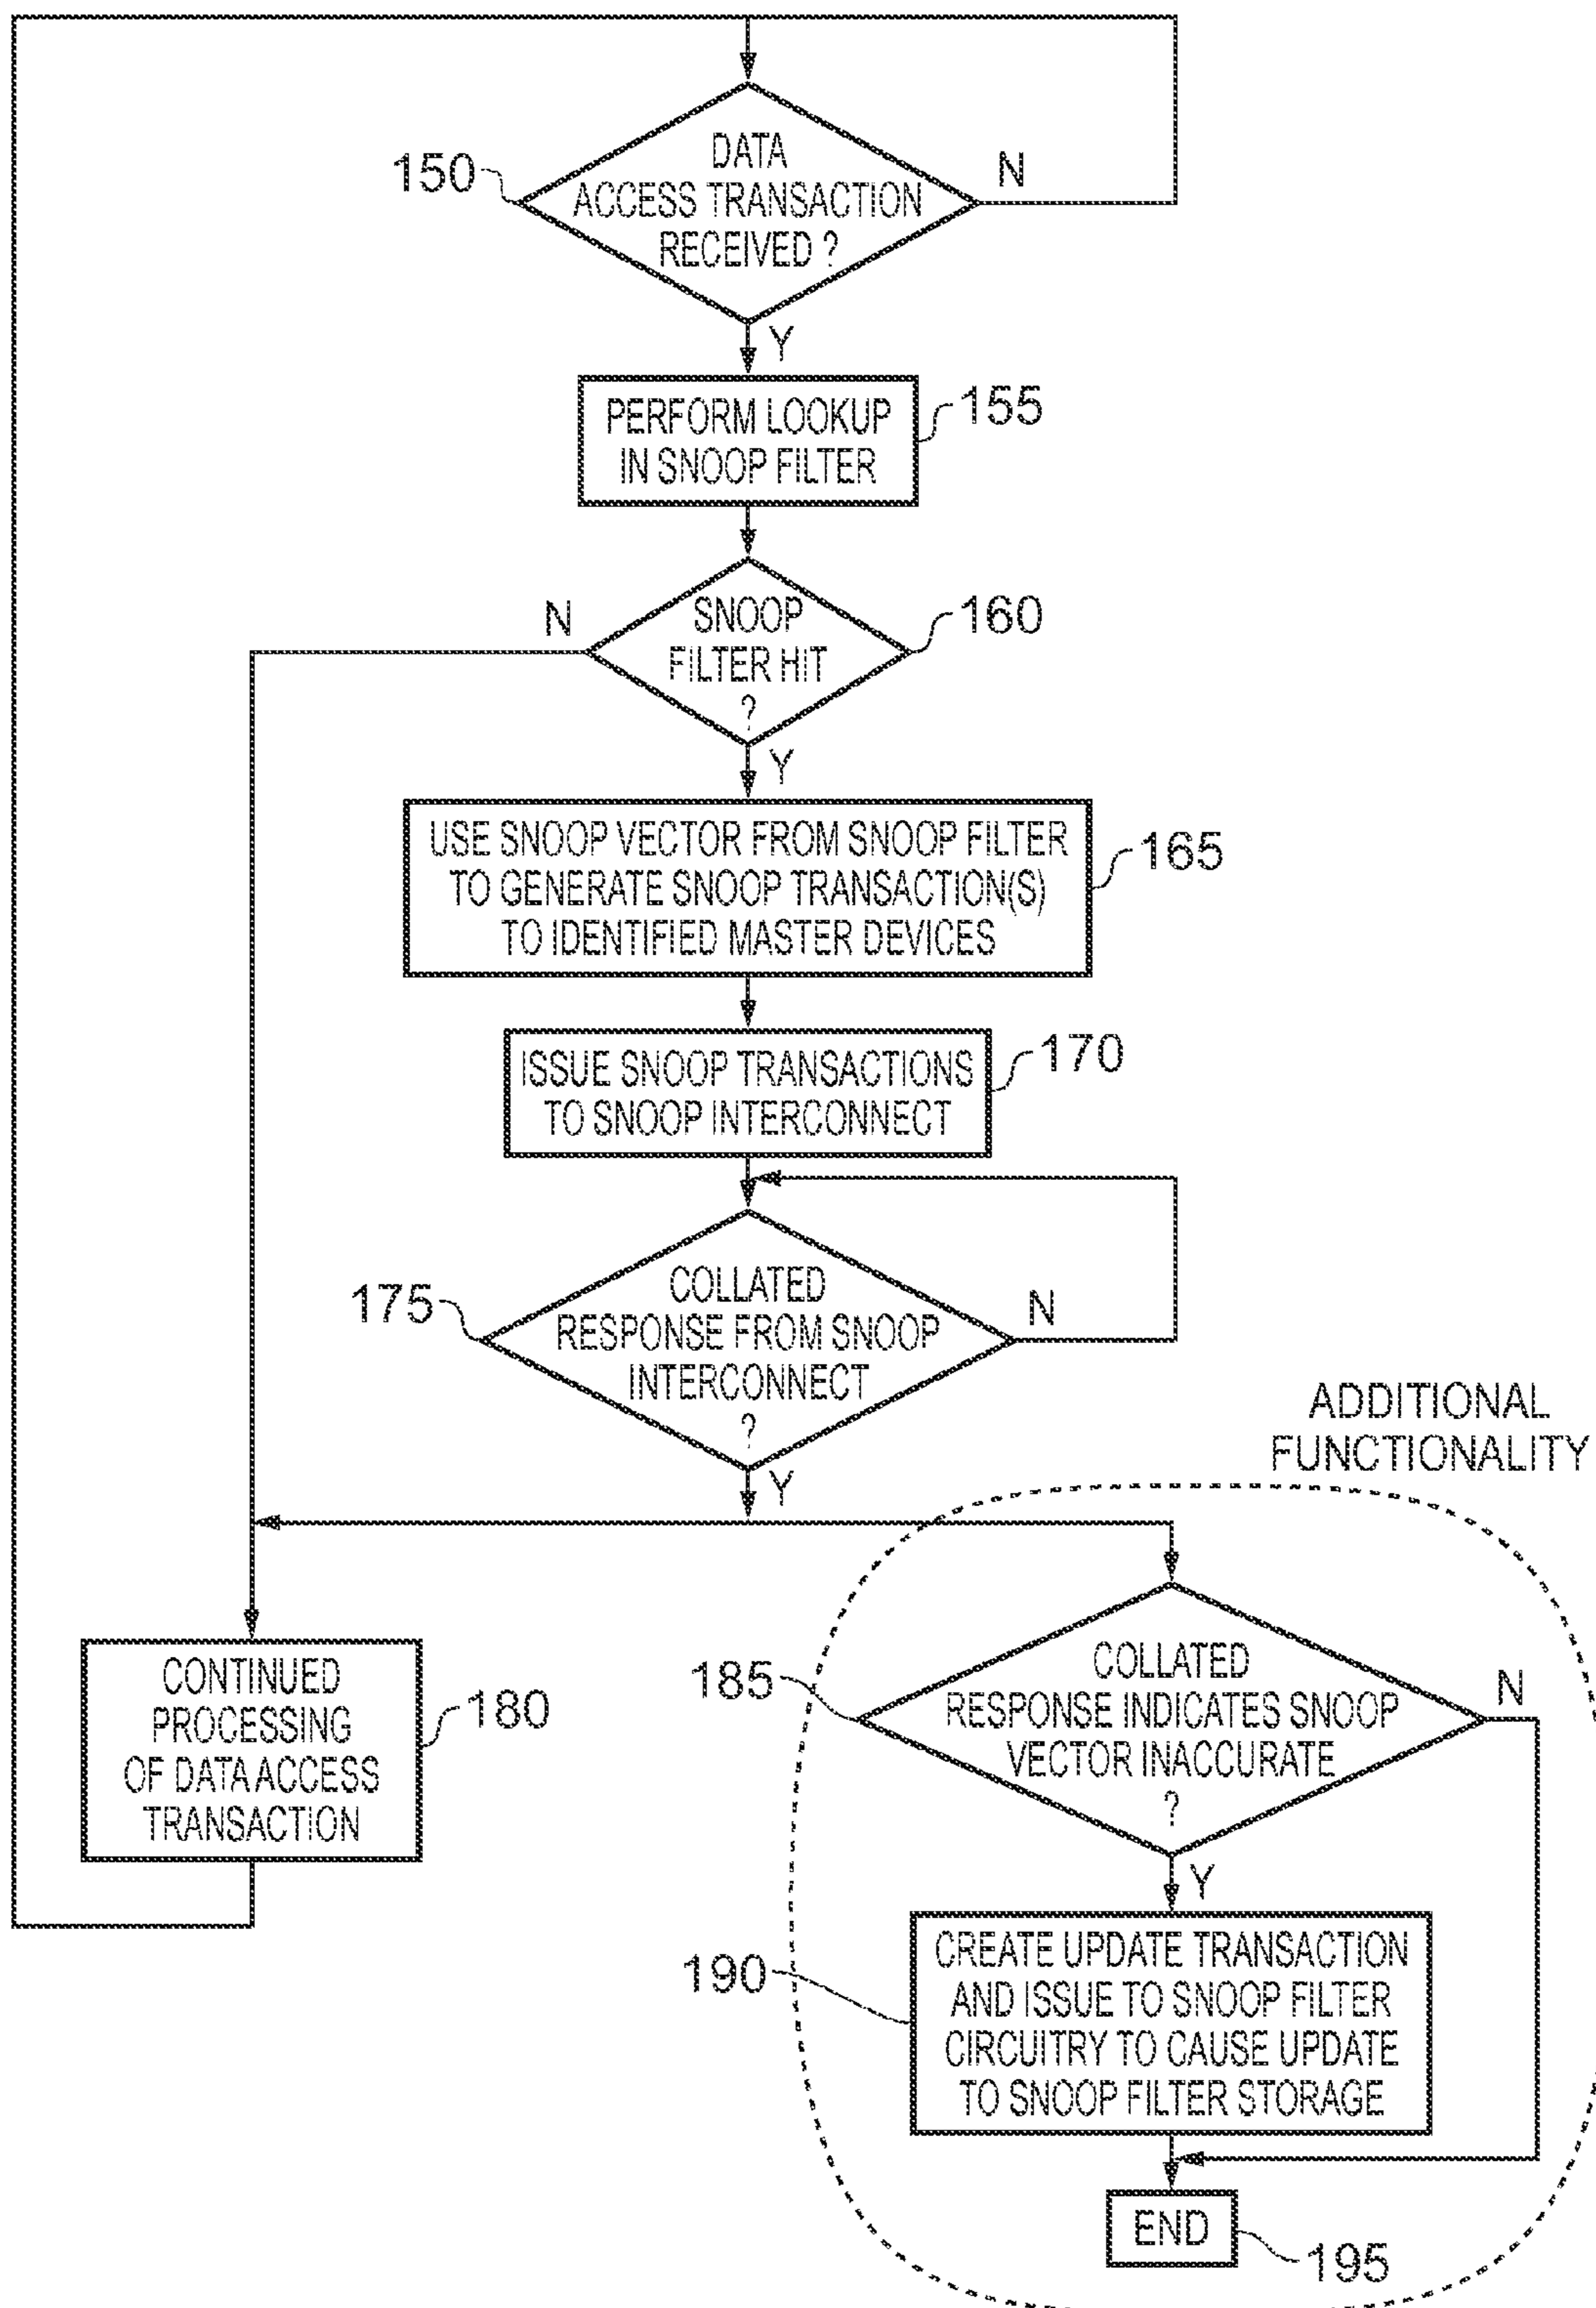 DATA
ACCESS TRANSACTION
RECEIVED ?
150
N
Y
PERFORM LOOKUP
IN SNOOP FILTER
155
SNOOP
FILTER HIT
?
160
N
Y
USE SNOOP VECTOR FROM SNOOP FILTER
TO GENERATE SNOOP TRANSACTION(S)
TO IDENTIFIED MASTER DEVICES
165
ISSUE SNOOP TRANSACTIONS
TO SNOOP INTERCONNECT
170
COLLATED
RESPONSE FROM SNOOP
INTERCONNECT
?
175
N
Y
ADDITIONAL
FUNCTIONALITY
CONTINUED
PROCESSING
OF DATA ACCESS
TRANSACTION
180
COLLATED
RESPONSE INDICATES SNOOP
VECTOR INACCURATE
?
185
N
Y
CREATE UPDATE TRANSACTION
AND ISSUE TO SNOOP FILTER
CIRCUITRY TO CAUSE UPDATE
TO SNOOP FILTER STORAGE
190
END
195